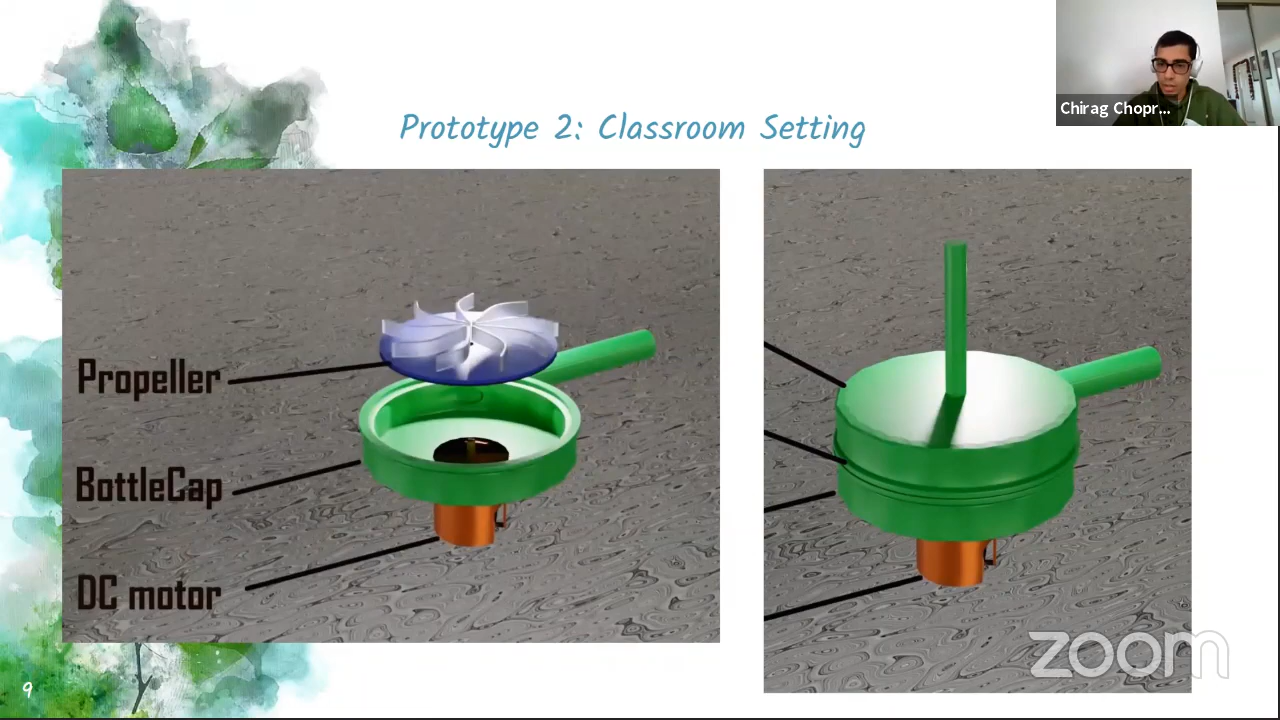 Chirag Chopr...
Prototype 2: Classroom Setting
Propeller
BottleCap
DC motor
zoom
9